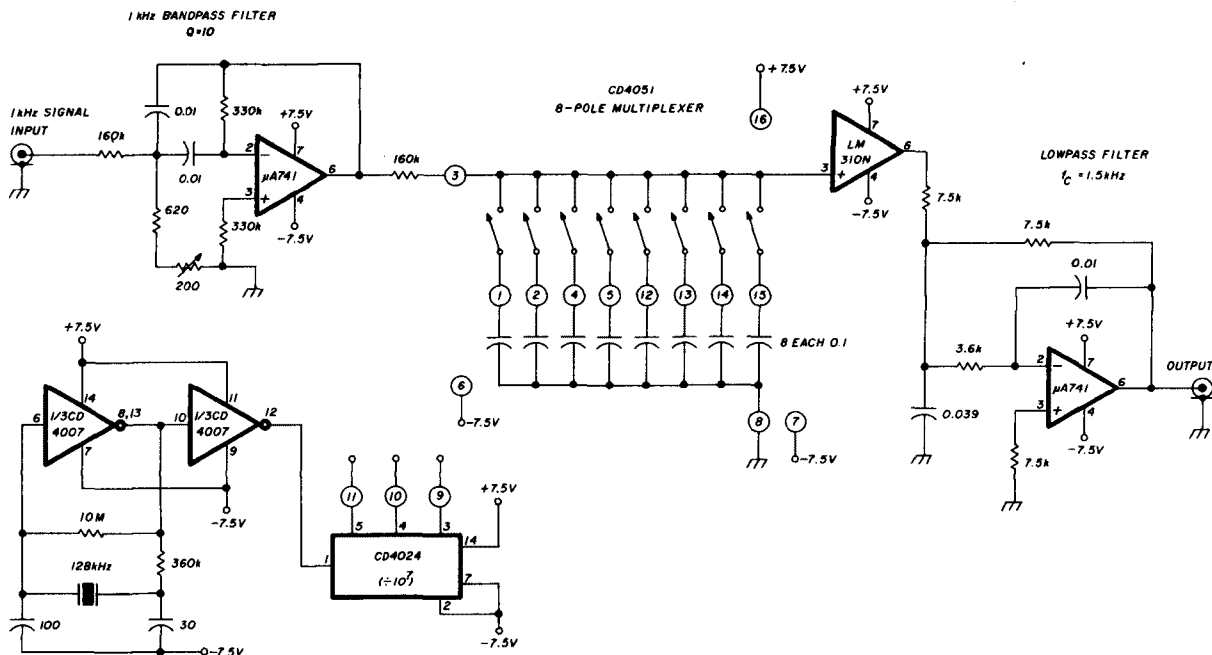 1 kHz BANDPASS FILTER
Q=10
1 kHz SIGNAL
INPUT
160k
0.01
0.01
330k
+7.5V
2
7
−
μA741
6
3
+
4
−7.5V
620
330k
200
160k
3
CD4051
8-POLE MULTIPLEXER
+7.5V
16
1
2
4
5
12
13
14
15
8 EACH 0.1
6
−7.5V
8
7
−7.5V
+7.5V
7
LM
310N
3
+
6
4
−7.5V
LOWPASS FILTER
fC = 1.5kHz
7.5k
7.5k
0.01
3.6k
+7.5V
2
−
7
μA741
6
OUTPUT
3
+
4
−7.5V
0.039
7.5k
+7.5V
14
11
6
1/3CD
4007
8,13
10
1/3CD
4007
12
7
9
−7.5V
10M
360k
128kHz
100
30
−7.5V
11
10
9
+7.5V
5
4
3
14
1
CD4024
(÷10⁷)
7
2
−7.5V